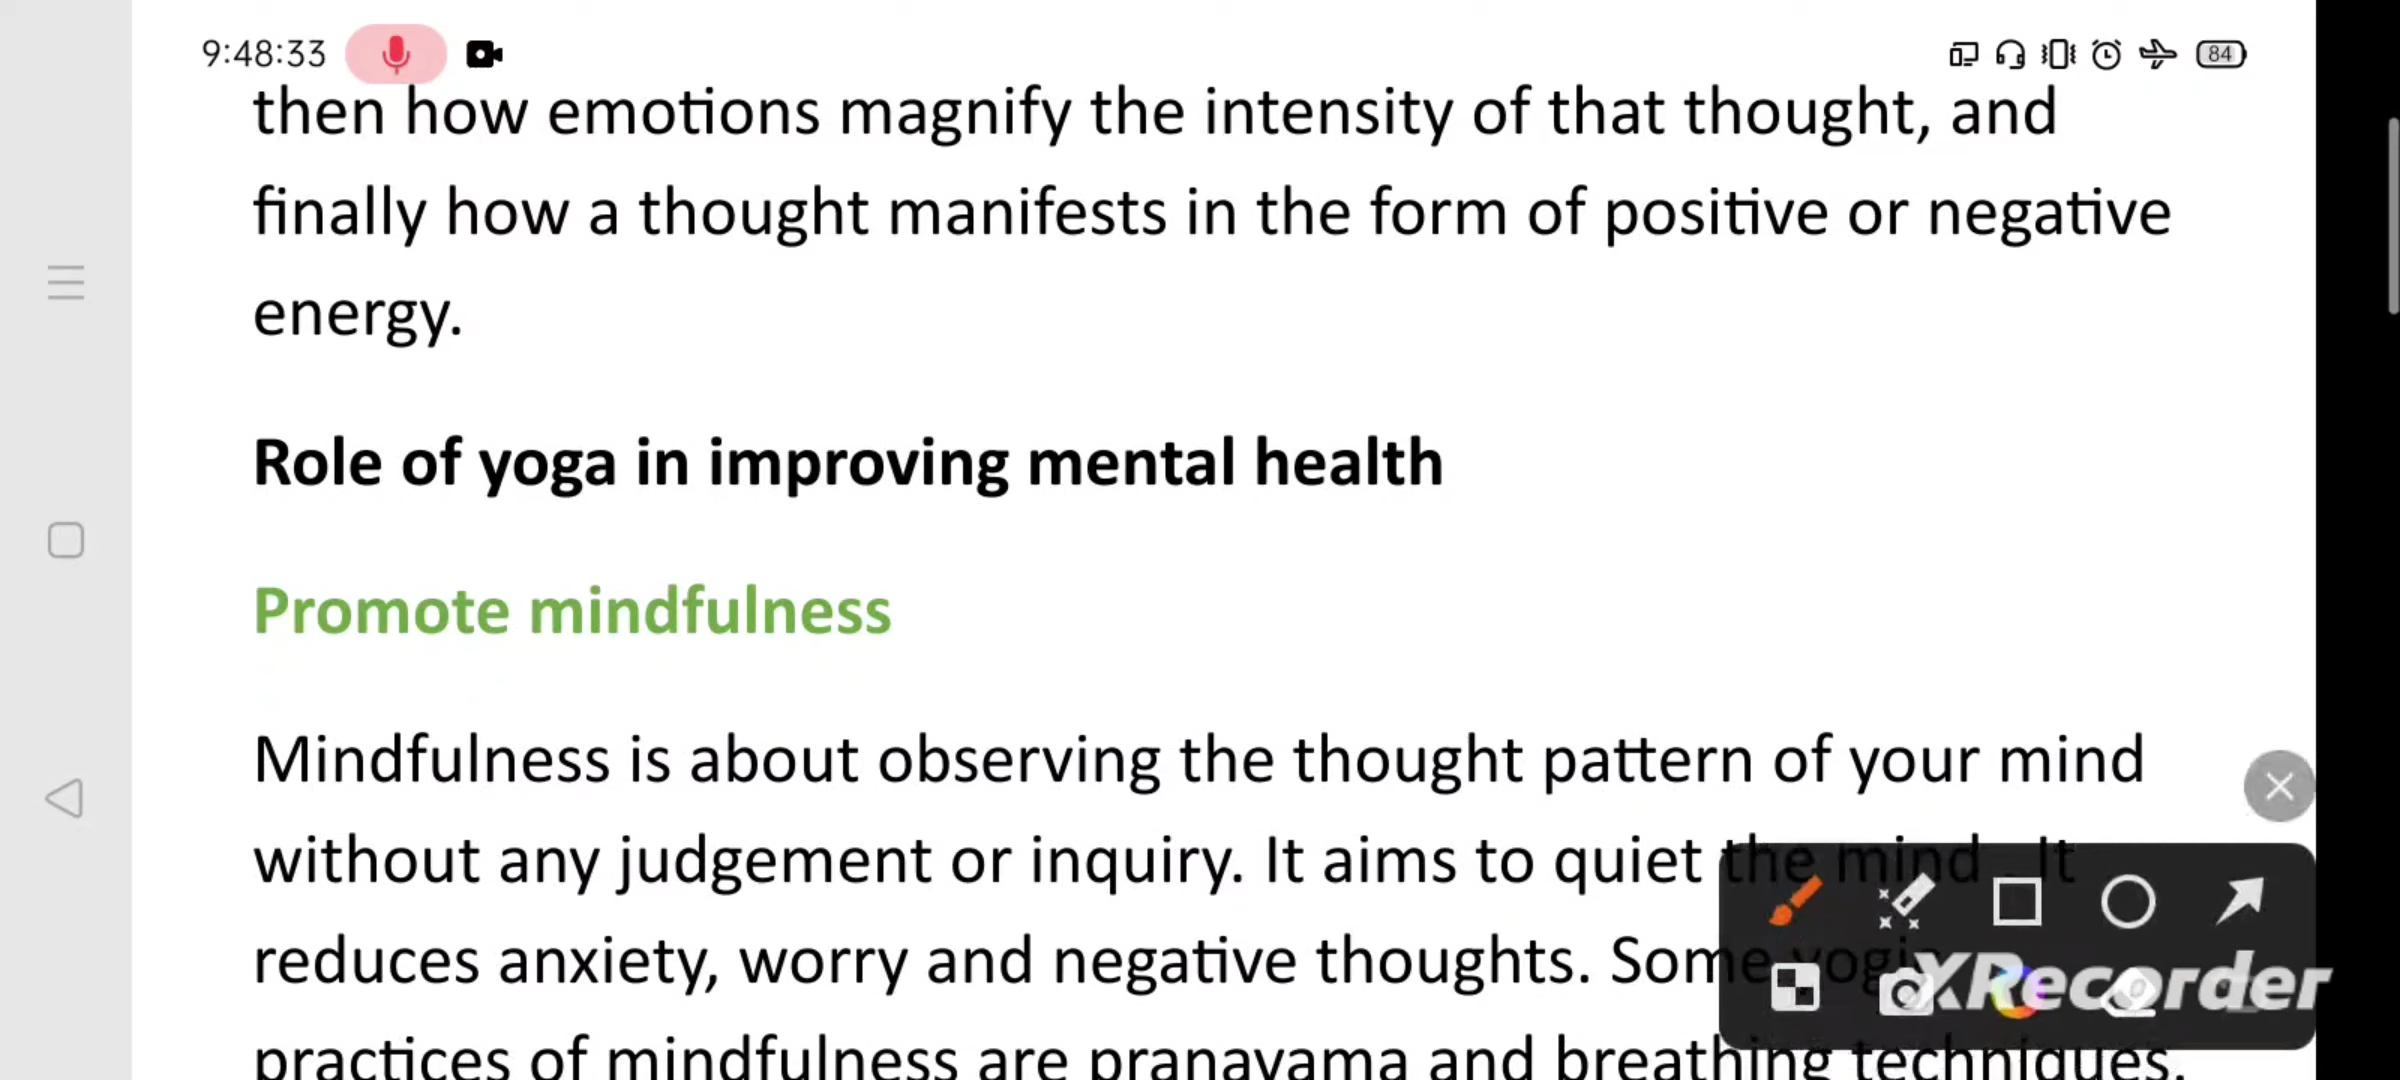 9:48:33
84
then how emotions magnify the intensity of that thought, and
finally how a thought manifests in the form of positive or negative
energy.
Role of yoga in improving mental health
Promote mindfulness
Mindfulness is about observing the thought pattern of your mind
without any judgement or inquiry. It aims to quiet the mind . It
reduces anxiety, worry and negative thoughts. Some
XRecorder
practices of mindfulness are pranayama and breathing techniques.